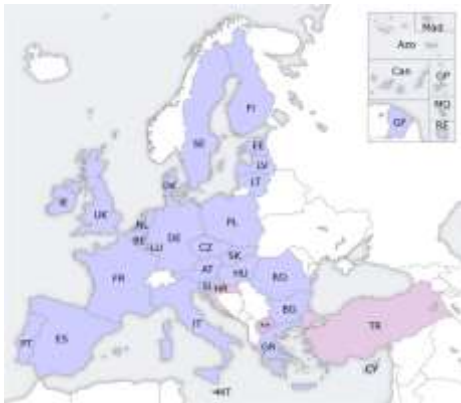 Mad
Azo
Can
GP
MQ
GF
RE
FI
SE
EE
LV
LT
DK
IE
UK
NL
BE
LU
DE
PL
CZ
SK
FR
AT
HU
SI
HR
RO
IT
BG
PT
ES
GR
TR
CY
MT